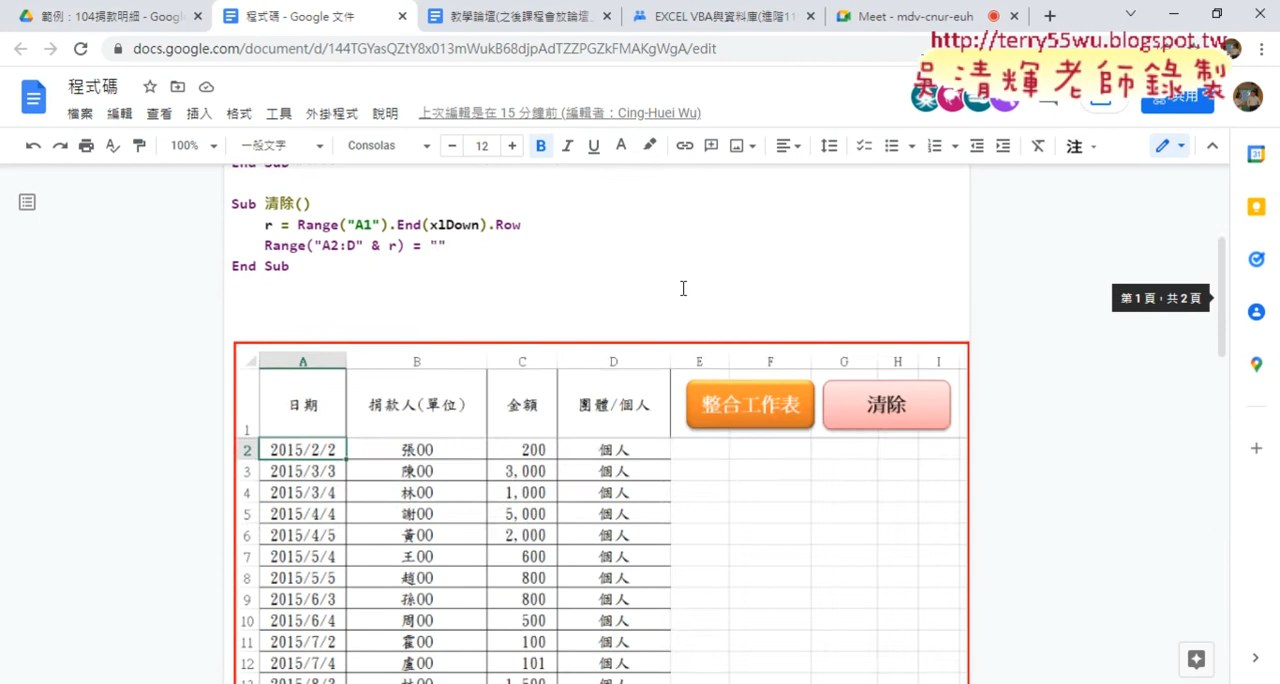 範例：104捐款明細 - Googl
程式碼 - Google 文件
教學論壇(之後課程會放論壇
EXCEL VBA與資料庫(進階11
Meet - mdv-cnur-euh
docs.google.com/document/d/144TGYasQZtY8x013mWukB68djpAdTZZPGZkFMAKgWgA/edit
http://terry55wu.blogspot.tw
吳清輝老師錄製
程式碼
共用
檔案 編輯 查看 插入 格式 工具 外掛程式 說明 上次編輯是在 15 分鐘前 (編輯者：Cing-Huei Wu)
100% 一般文字 Consolas 12 B I U A 注
End Sub
Sub 清除()
r = Range("A1").End(xlDown).Row
Range("A2:D" & r) = ""
End Sub
第 1 頁，共 2 頁
A B C D E F G H I
1 日期 捐款人(單位) 金額 團體/個人 整合工作表 清除
2 2015/2/2 張OO 200 個人
3 2015/3/3 陳OO 3,000 個人
4 2015/3/4 林OO 1,000 個人
5 2015/4/4 謝OO 5,000 個人
6 2015/4/5 黃OO 2,000 個人
7 2015/5/4 王OO 600 個人
8 2015/5/5 趙OO 800 個人
9 2015/6/3 孫OO 800 個人
10 2015/6/4 周OO 500 個人
11 2015/7/2 霍OO 100 個人
12 2015/7/4 盧OO 101 個人